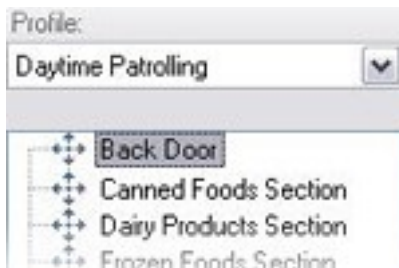 Profile:
Daytime Patrolling
Back Door
Canned Foods Section
Dairy Products Section
Frozen Foods Section